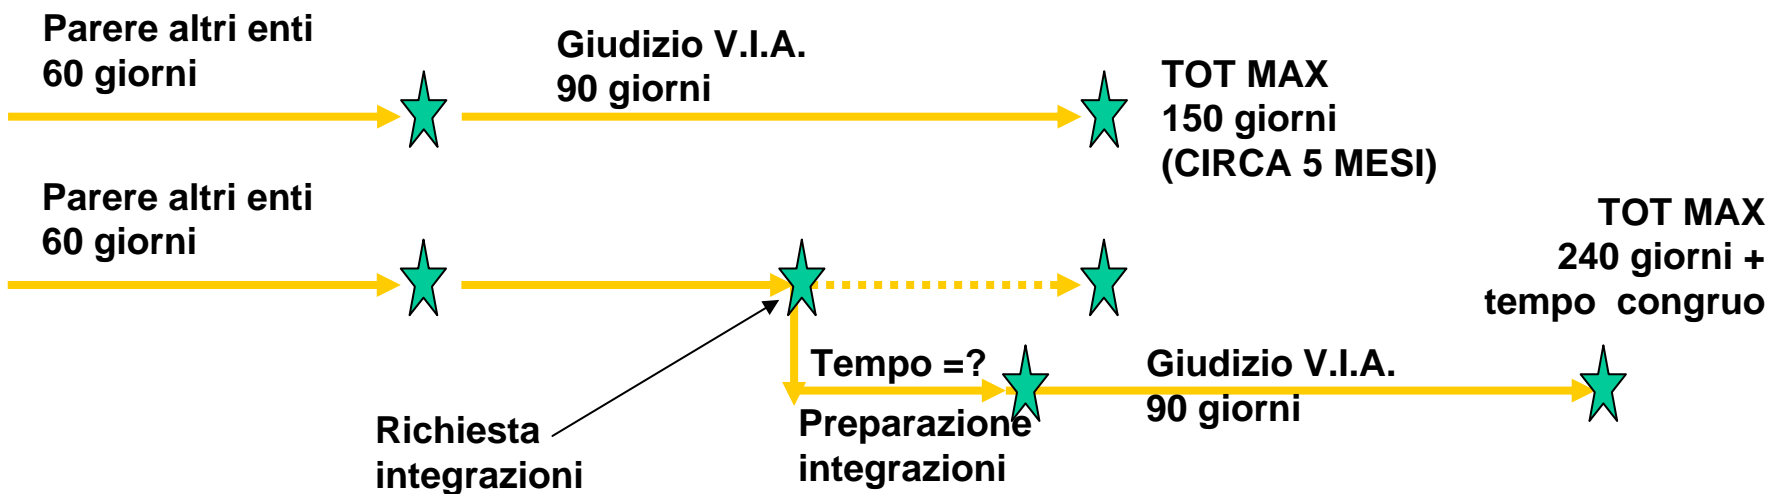 Parere altri enti
60 giorni
Giudizio V.I.A.
90 giorni
TOT MAX
150 giorni
(CIRCA 5 MESI)
Parere altri enti
60 giorni
TOT MAX
240 giorni +
tempo congruo
Tempo =?
Giudizio V.I.A.
90 giorni
Richiesta
integrazioni
Preparazione
integrazioni